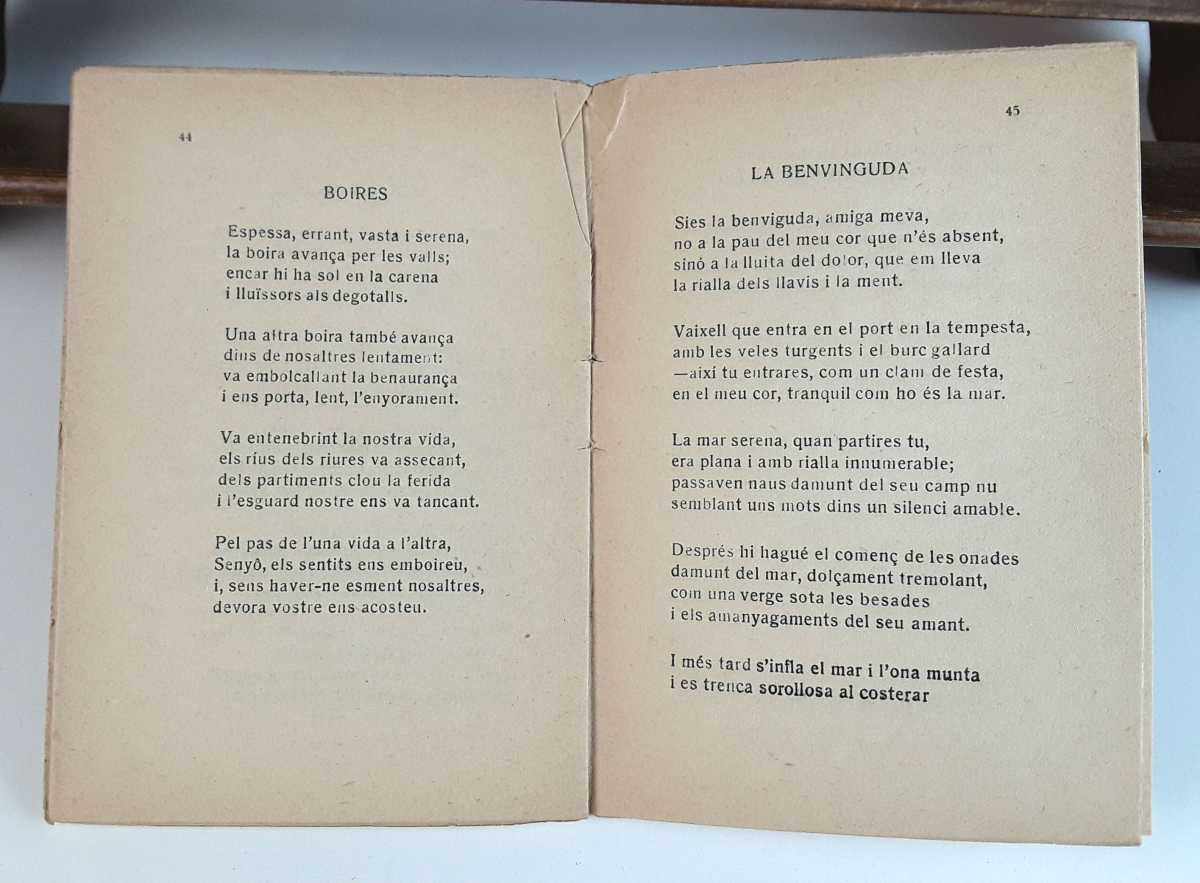 44
BOIRES
Espessa, errant, vasta i serena,
la boira avança per les valls;
encar hi ha sol en la carena
i lluïssors als degotalls.
Una altra boira també avança
dins de nosaltres lentament:
va embolcallant la benaurança
i ens porta, lent, l'enyorament.
Va entenebrint la nostra vida,
els rius dels riures va assecant,
dels partiments clou la ferida
i l'esguard nostre ens va tancant.
Pel pas de l'una vida a l'altra,
Senyô, els sentits ens emboireu,
i, sens haver-ne esment nosaltres,
devora vostre ens acosteu.
45
LA BENVINGUDA
Sies la benviguda, amiga meva,
no a la pau del meu cor que n'és absent,
sinó a la lluita del dolor, que em lleva
la rialla dels llavis i la ment.
Vaixell que entra en el port en la tempesta,
amb les veles turgents i el burc gallard
—així tu entrares, com un clam de festa,
en el meu cor, tranquil com ho és la mar.
La mar serena, quan partires tu,
era plana i amb rialla innumerable;
passaven naus damunt del seu camp nu
semblant uns mots dins un silenci amable.
Després hi hagué el començ de les onades
damunt del mar, dolçament tremolant,
com una verge sota les besades
i els amanyagaments del seu amant.
I més tard s'infla el mar i l'ona munta
i es trenca sorollosa al costerar